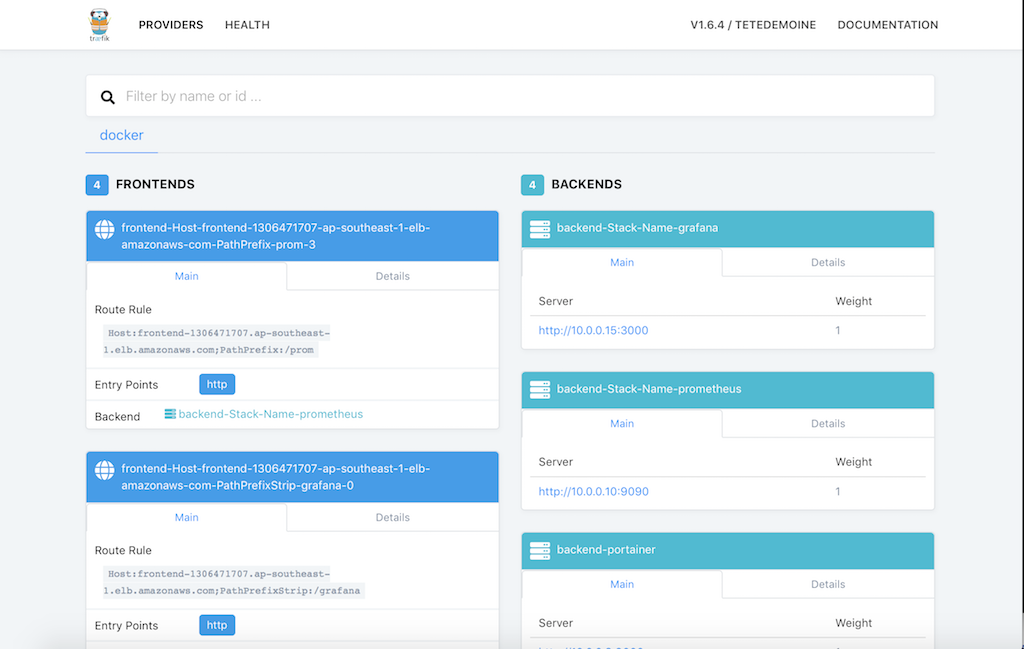 træfik
PROVIDERS
HEALTH
V1.6.4 / TETEDEMOINE
DOCUMENTATION
Filter by name or id ...
docker
4 FRONTENDS
frontend-Host-frontend-1306471707-ap-southeast-1-elb-
amazonaws-com-PathPrefix-prom-3
Main
Details
Route Rule
Host:frontend-1306471707.ap-southeast-
1.elb.amazonaws.com;PathPrefix:/prom
Entry Points
http
Backend
backend-Stack-Name-prometheus
frontend-Host-frontend-1306471707-ap-southeast-1-elb-
amazonaws-com-PathPrefixStrip-grafana-0
Main
Details
Route Rule
Host:frontend-1306471707.ap-southeast-
1.elb.amazonaws.com;PathPrefixStrip:/grafana
Entry Points
http
4 BACKENDS
backend-Stack-Name-grafana
Main
Details
Server
Weight
http://10.0.0.15:3000
1
backend-Stack-Name-prometheus
Main
Details
Server
Weight
http://10.0.0.10:9090
1
backend-portainer
Main
Details
Server
Weight